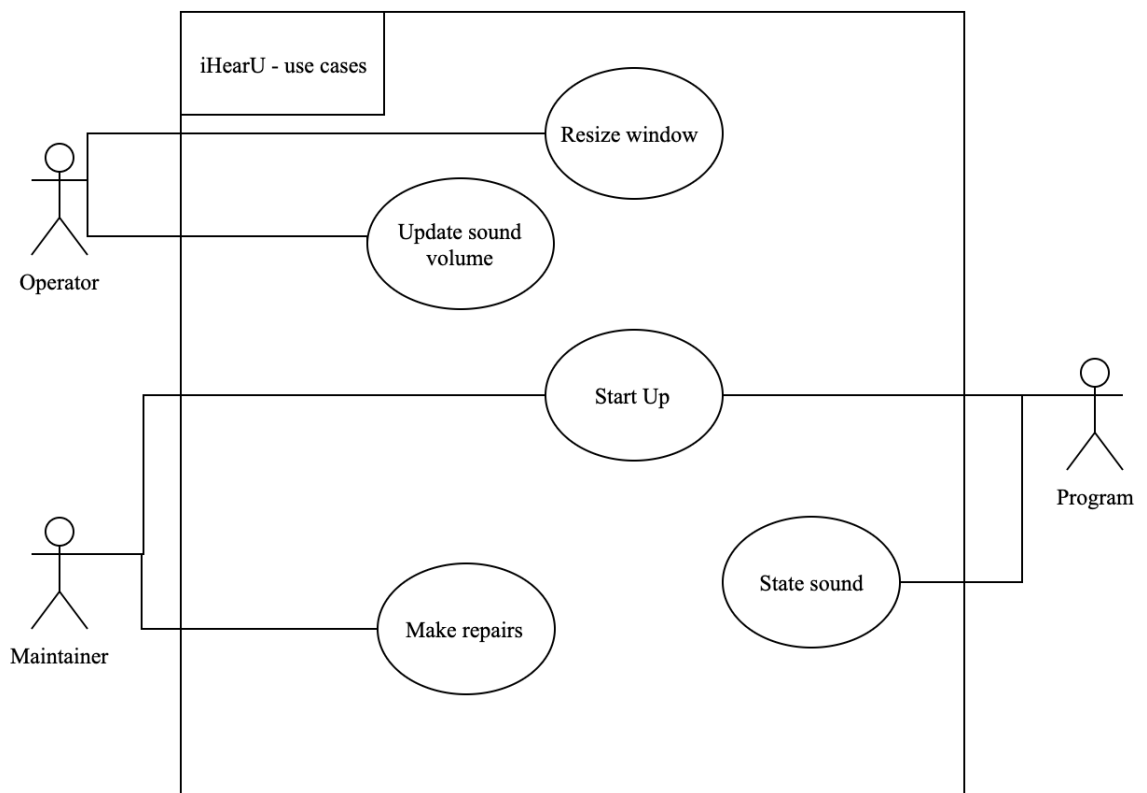 iHearU - use cases
Resize window
Update sound
volume
Operator
Start Up
Program
State sound
Make repairs
Maintainer